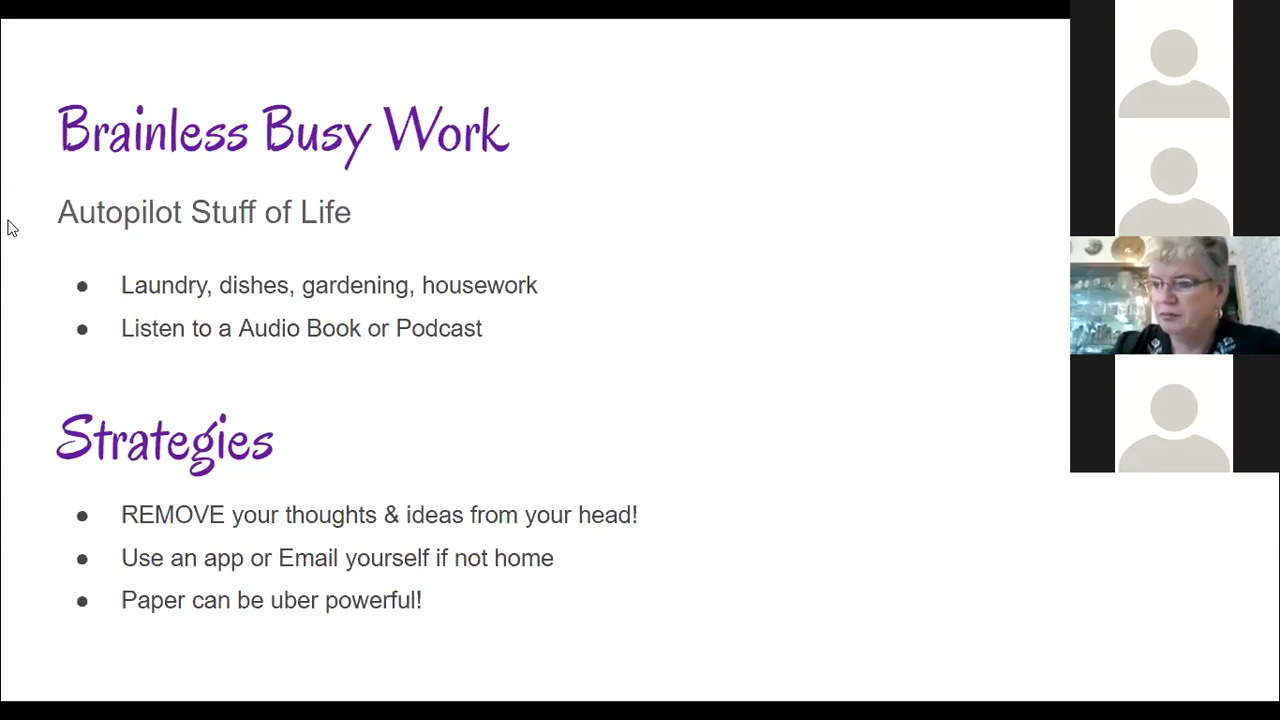 Brainless Busy Work
Autopilot Stuff of Life
● Laundry, dishes, gardening, housework
● Listen to a Audio Book or Podcast
Strategies
● REMOVE your thoughts & ideas from your head!
● Use an app or Email yourself if not home
● Paper can be uber powerful!